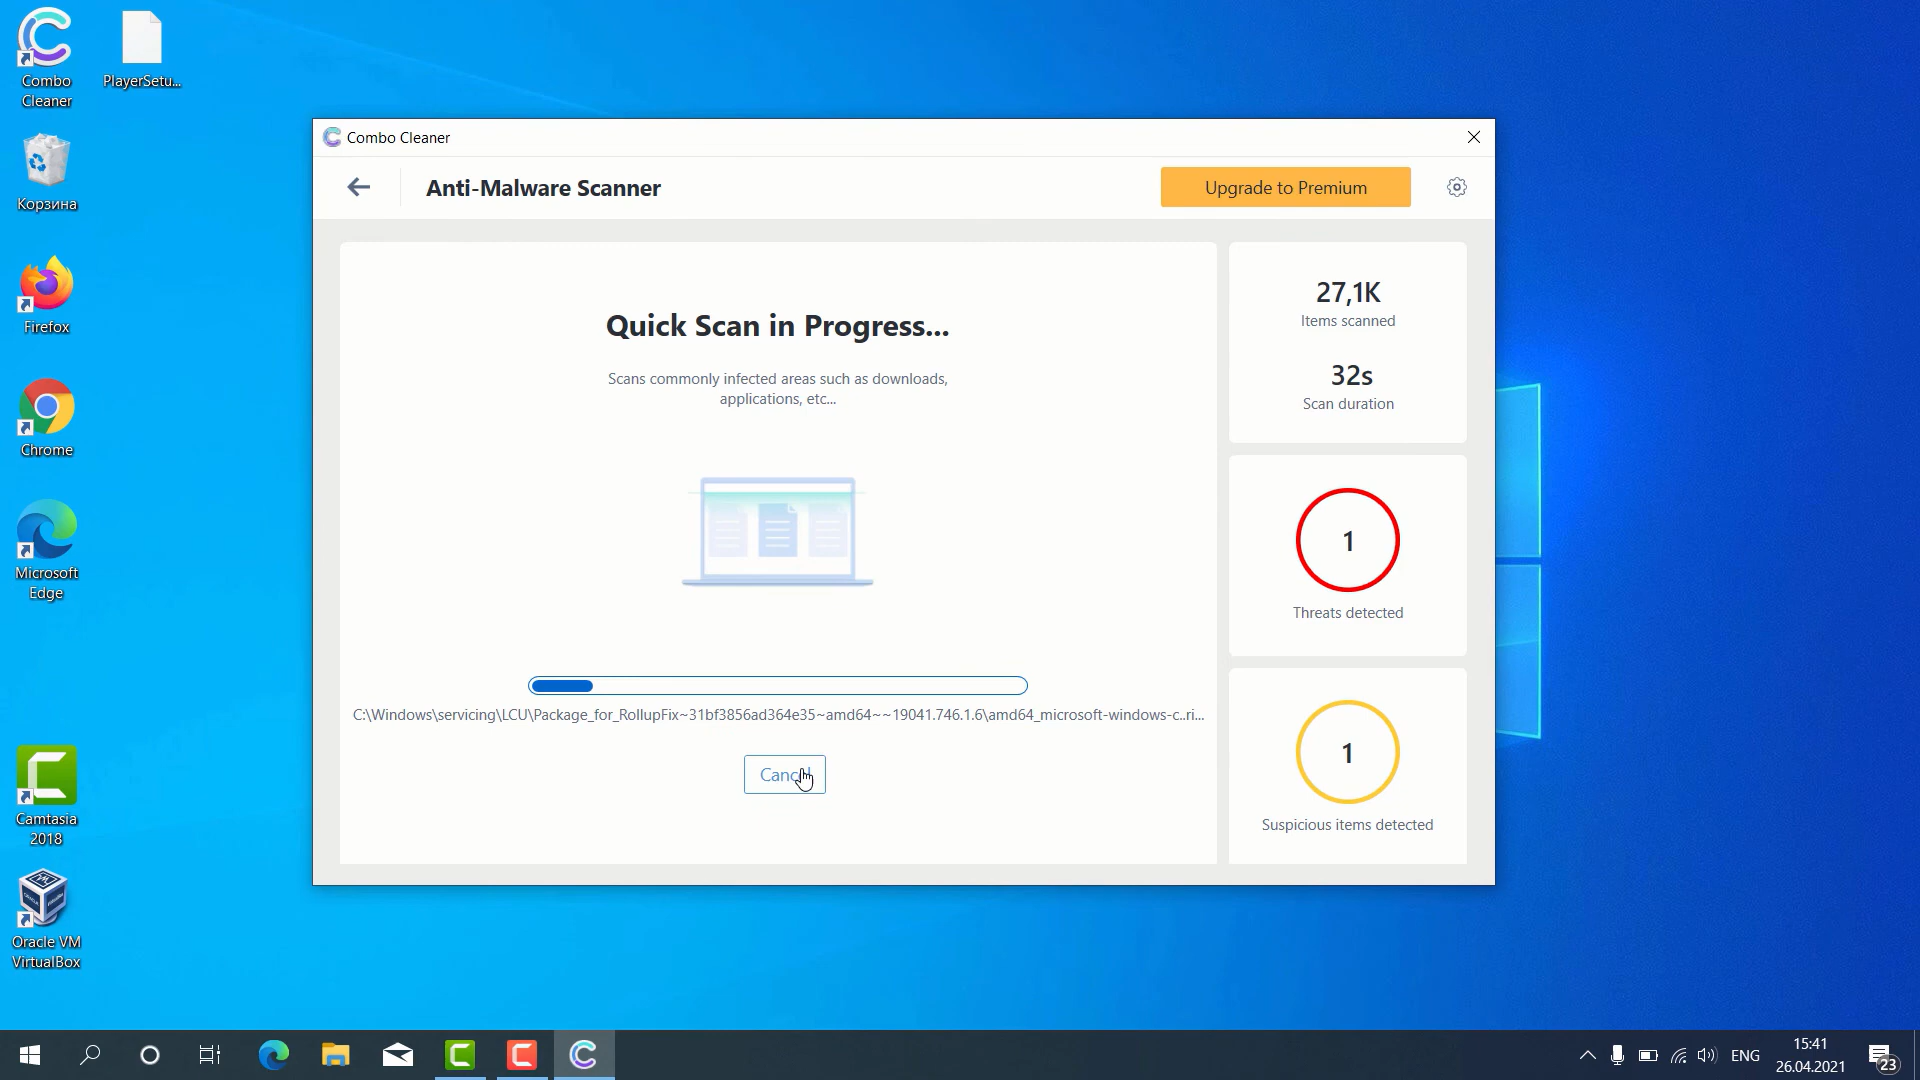 Combo
Cleaner
PlayerSetu...
Корзина
Firefox
Chrome
Microsoft
Edge
Camtasia
2018
Oracle VM
VirtualBox
Combo Cleaner
Anti-Malware Scanner
Upgrade to Premium
Quick Scan in Progress...
Scans commonly infected areas such as downloads,
applications, etc...
C:\Windows\servicing\LCU\Package_for_RollupFix~31bf3856ad364e35~amd64~~19041.746.1.6\amd64_microsoft-windows-c..ri...
Cancel
27,1K
Items scanned
32s
Scan duration
1
Threats detected
1
Suspicious items detected
ENG
15:41
26.04.2021
23